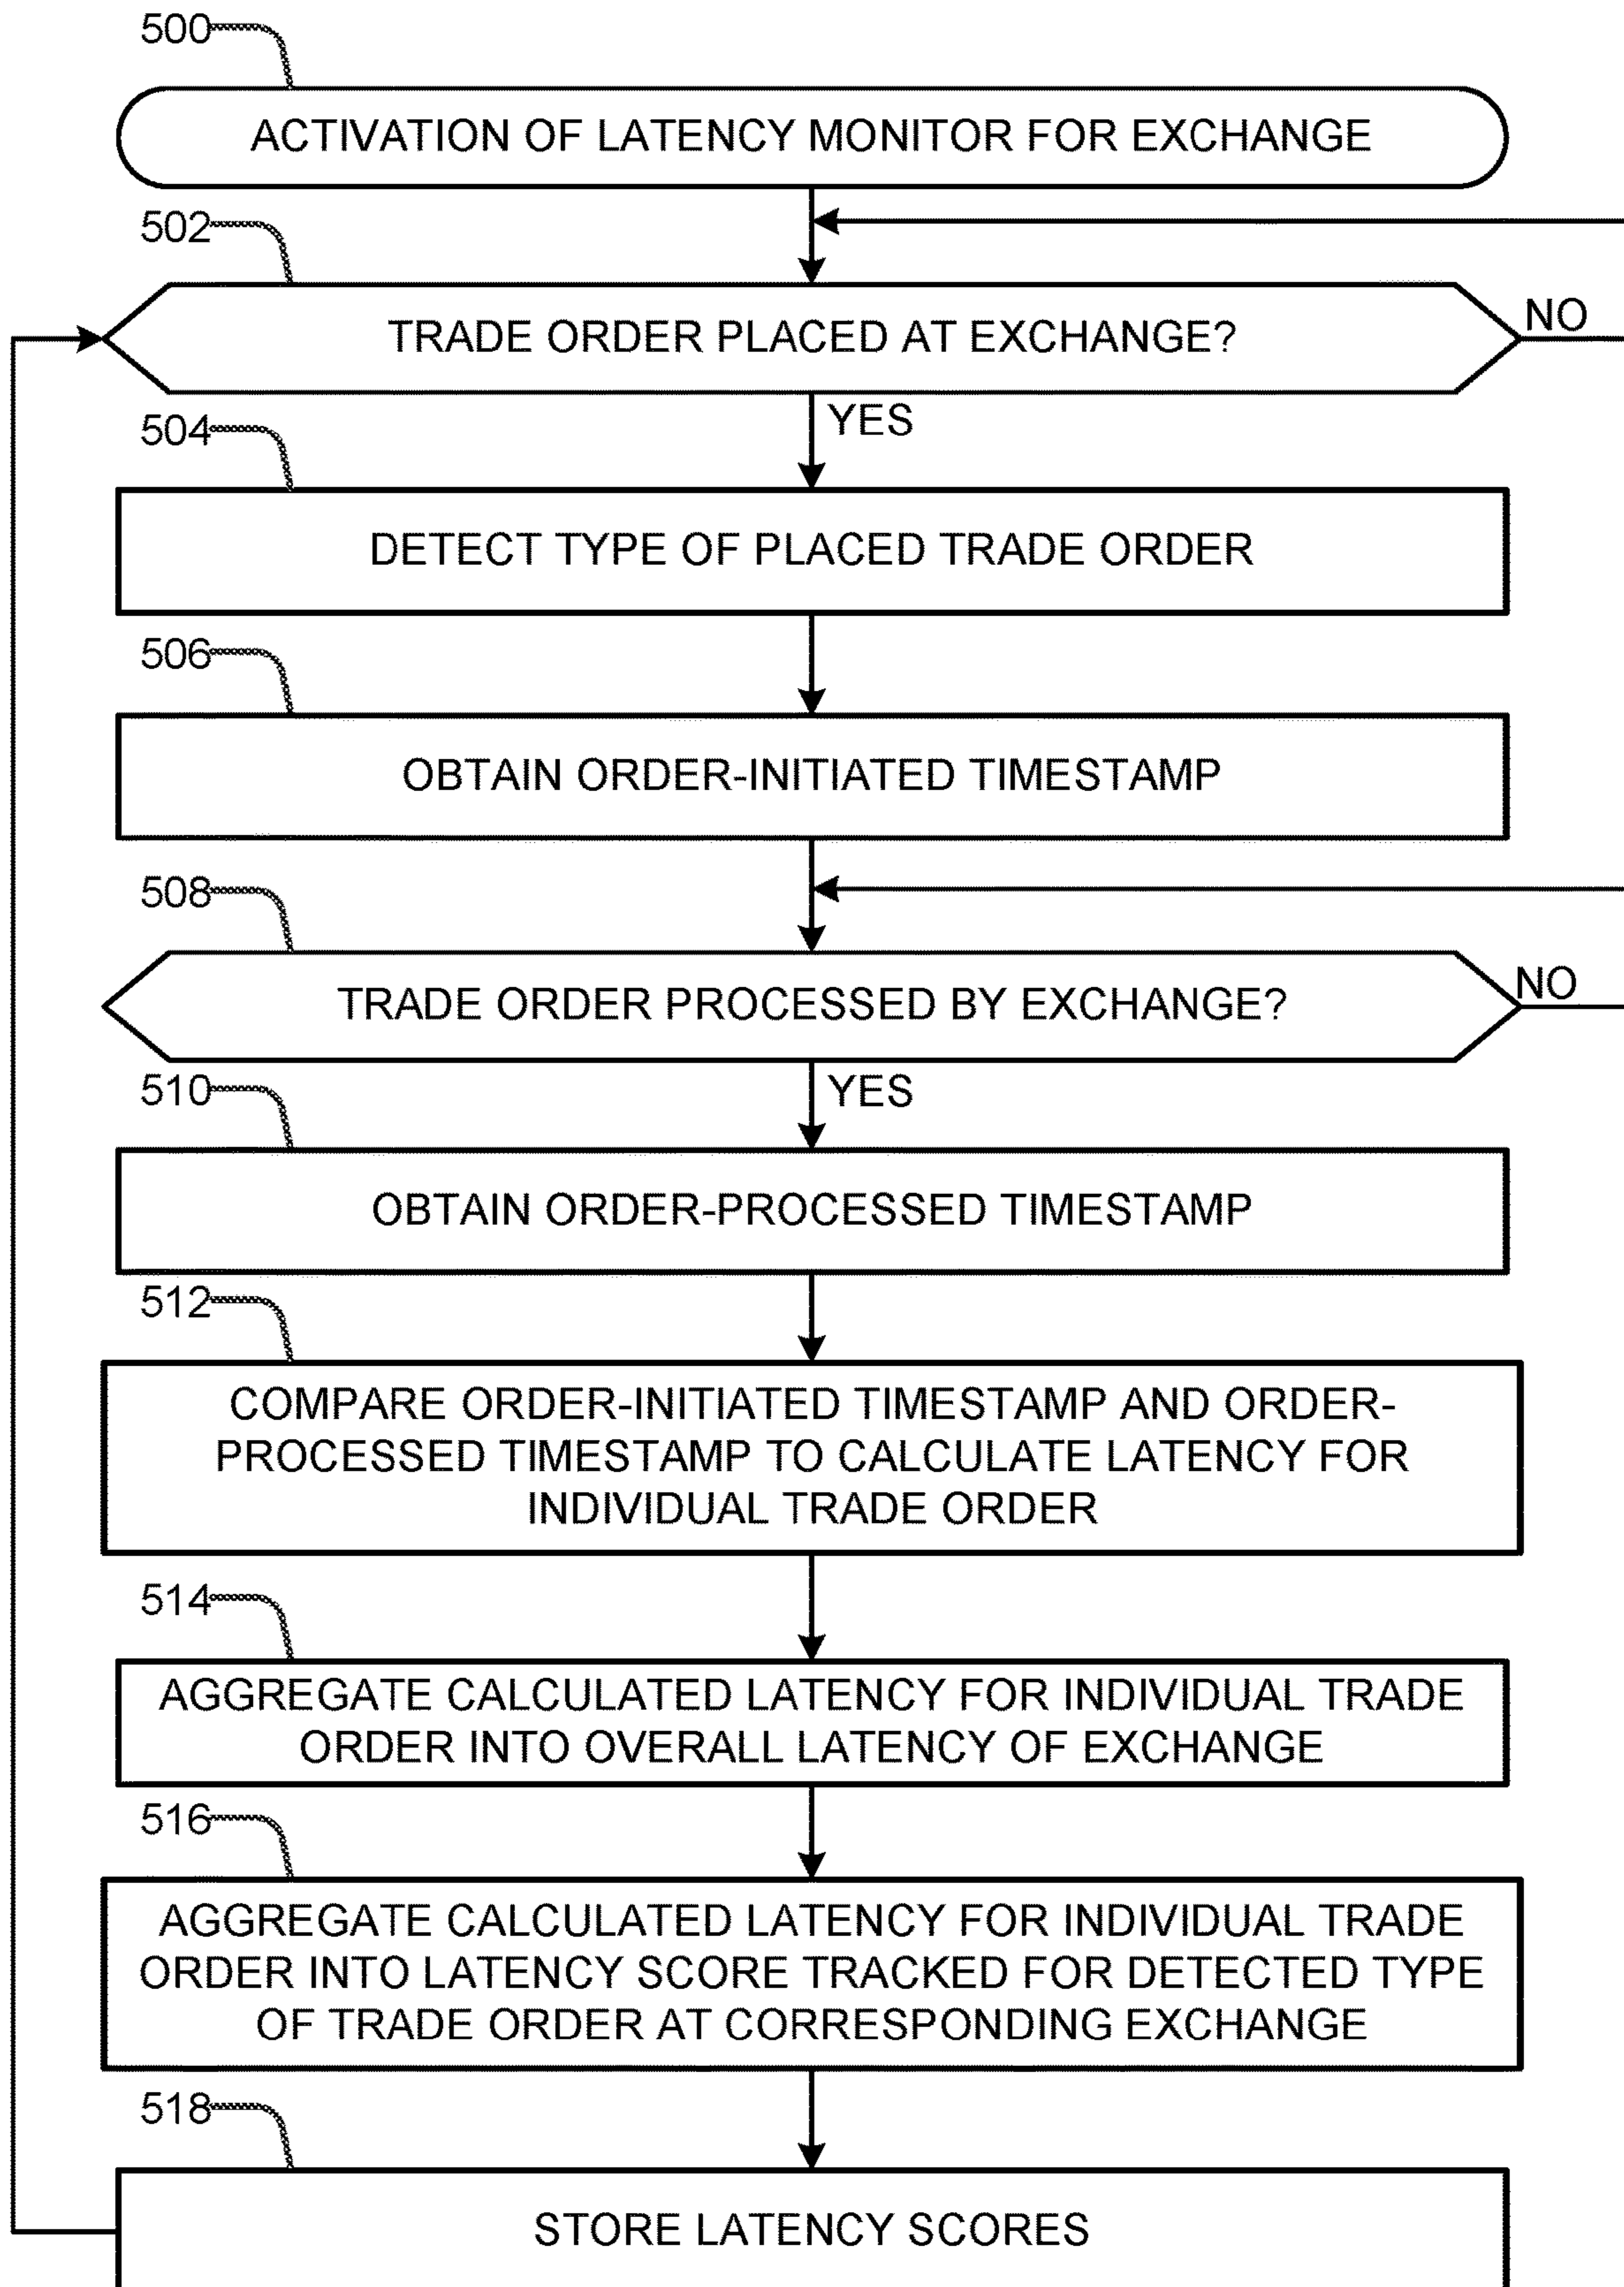 500
ACTIVATION OF LATENCY MONITOR FOR EXCHANGE
502
TRADE ORDER PLACED AT EXCHANGE?
NO
YES
504
DETECT TYPE OF PLACED TRADE ORDER
506
OBTAIN ORDER-INITIATED TIMESTAMP
508
TRADE ORDER PROCESSED BY EXCHANGE?
NO
YES
510
OBTAIN ORDER-PROCESSED TIMESTAMP
512
COMPARE ORDER-INITIATED TIMESTAMP AND ORDER-
PROCESSED TIMESTAMP TO CALCULATE LATENCY FOR
INDIVIDUAL TRADE ORDER
514
AGGREGATE CALCULATED LATENCY FOR INDIVIDUAL TRADE
ORDER INTO OVERALL LATENCY OF EXCHANGE
516
AGGREGATE CALCULATED LATENCY FOR INDIVIDUAL TRADE
ORDER INTO LATENCY SCORE TRACKED FOR DETECTED TYPE
OF TRADE ORDER AT CORRESPONDING EXCHANGE
518
STORE LATENCY SCORES